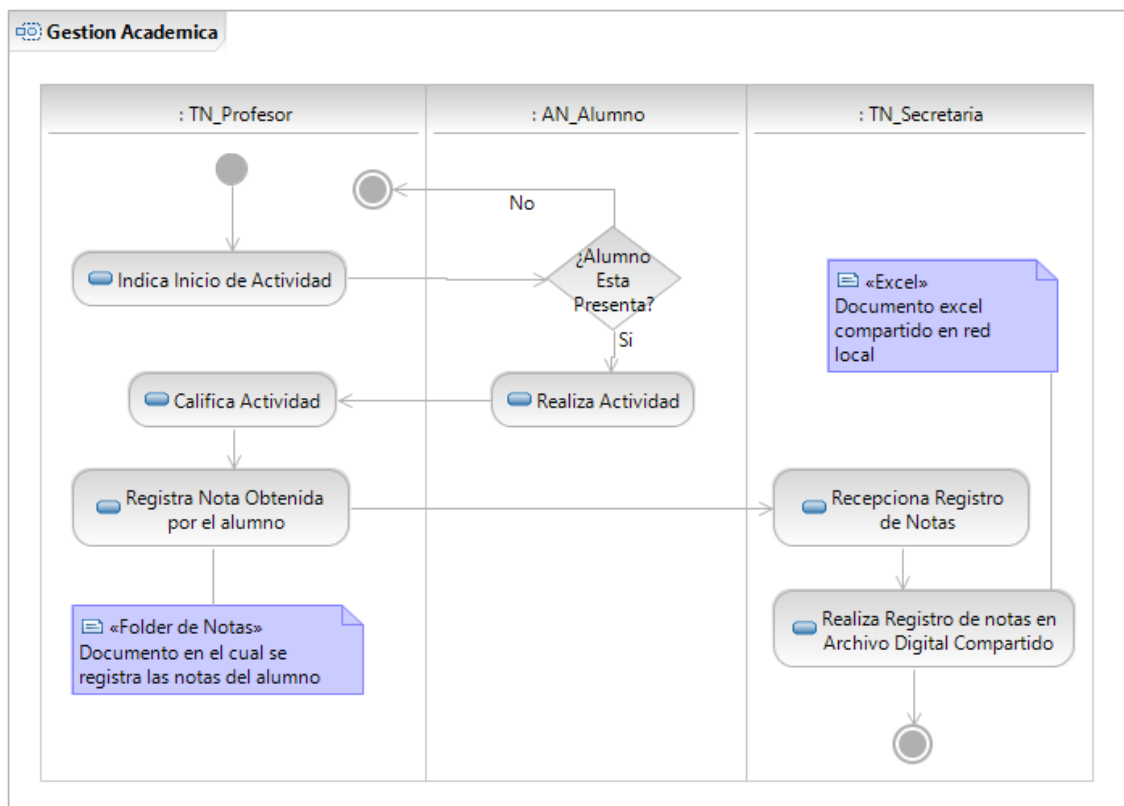 Gestion Academica
: TN_Profesor
: AN_Alumno
: TN_Secretaria
No
Indica Inicio de Actividad
¿Alumno
Esta
Presenta?
Si
«Excel»
Documento excel
compartido en red
local
Califica Actividad
Realiza Actividad
Registra Nota Obtenida
por el alumno
Recepciona Registro
de Notas
«Folder de Notas»
Documento en el cual se
registra las notas del alumno
Realiza Registro de notas en
Archivo Digital Compartido